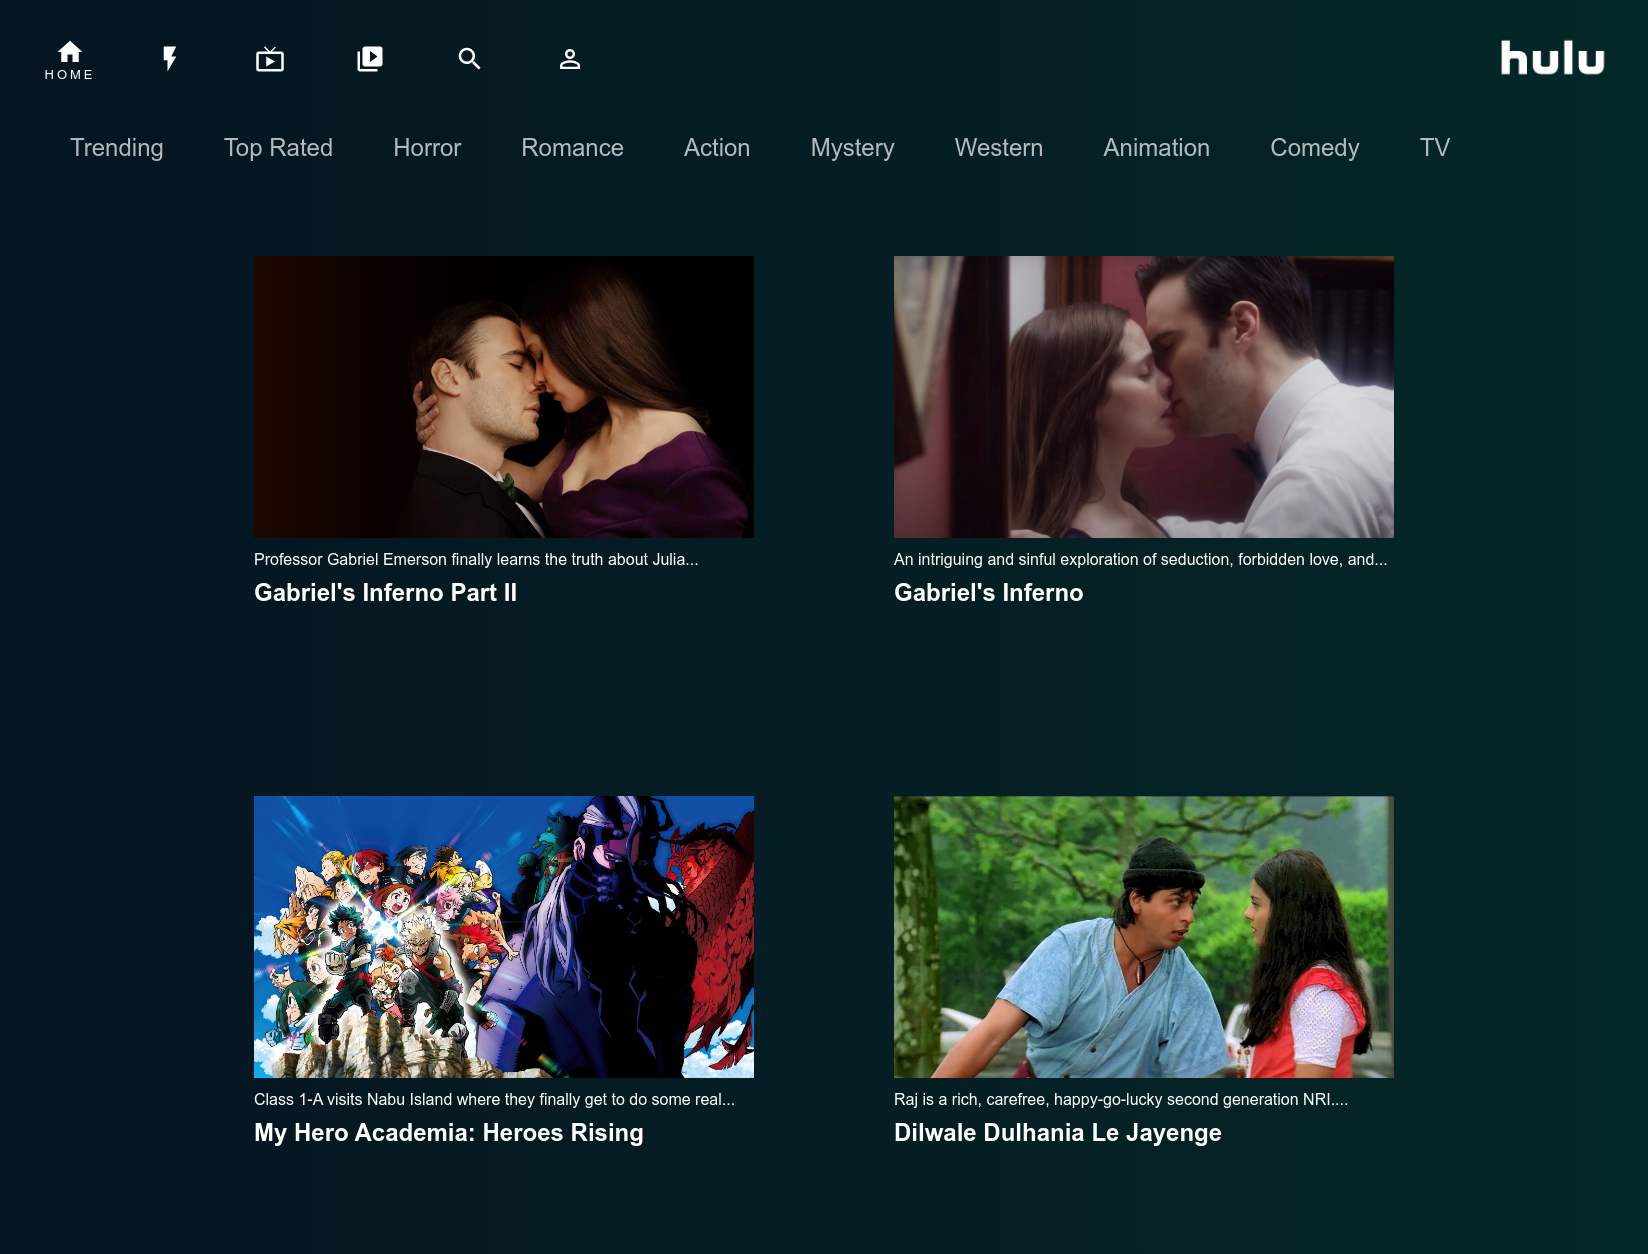 HOME
hulu
Trending Top Rated Horror Romance Action Mystery Western Animation Comedy TV
Professor Gabriel Emerson finally learns the truth about Julia...
Gabriel's Inferno Part II
An intriguing and sinful exploration of seduction, forbidden love, and...
Gabriel's Inferno
Class 1-A visits Nabu Island where they finally get to do some real...
My Hero Academia: Heroes Rising
Raj is a rich, carefree, happy-go-lucky second generation NRI....
Dilwale Dulhania Le Jayenge